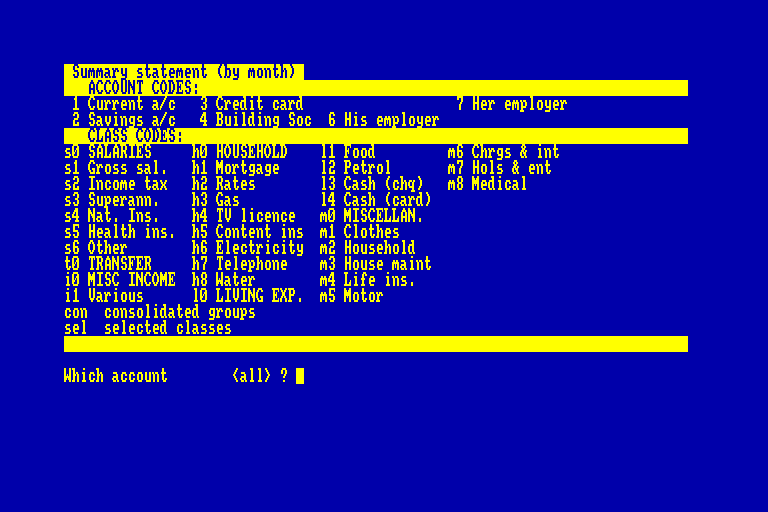 Summary statement (by month)
ACCOUNT CODES:
1 Current a/c   3 Credit card                   7 Her employer
2 Savings a/c   4 Building Soc  6 His employer
CLASS CODES:
s0 SALARIES     h0 HOUSEHOLD    l1 Food         m6 Chrgs & int
s1 Gross sal.   h1 Mortgage     l2 Petrol       m7 Hols & ent
s2 Income tax   h2 Rates        l3 Cash (chq)   m8 Medical
s3 Superann.    h3 Gas          l4 Cash (card)
s4 Nat. Ins.    h4 TV licence   m0 MISCELLAN.
s5 Health ins.  h5 Content ins  m1 Clothes
s6 Other        h6 Electricity  m2 Household
t0 TRANSFER     h7 Telephone    m3 House maint
i0 MISC INCOME  h8 Water        m4 Life ins.
i1 Various      l0 LIVING EXP.  m5 Motor
con  consolidated groups
sel  selected classes
Which account        <all> ?